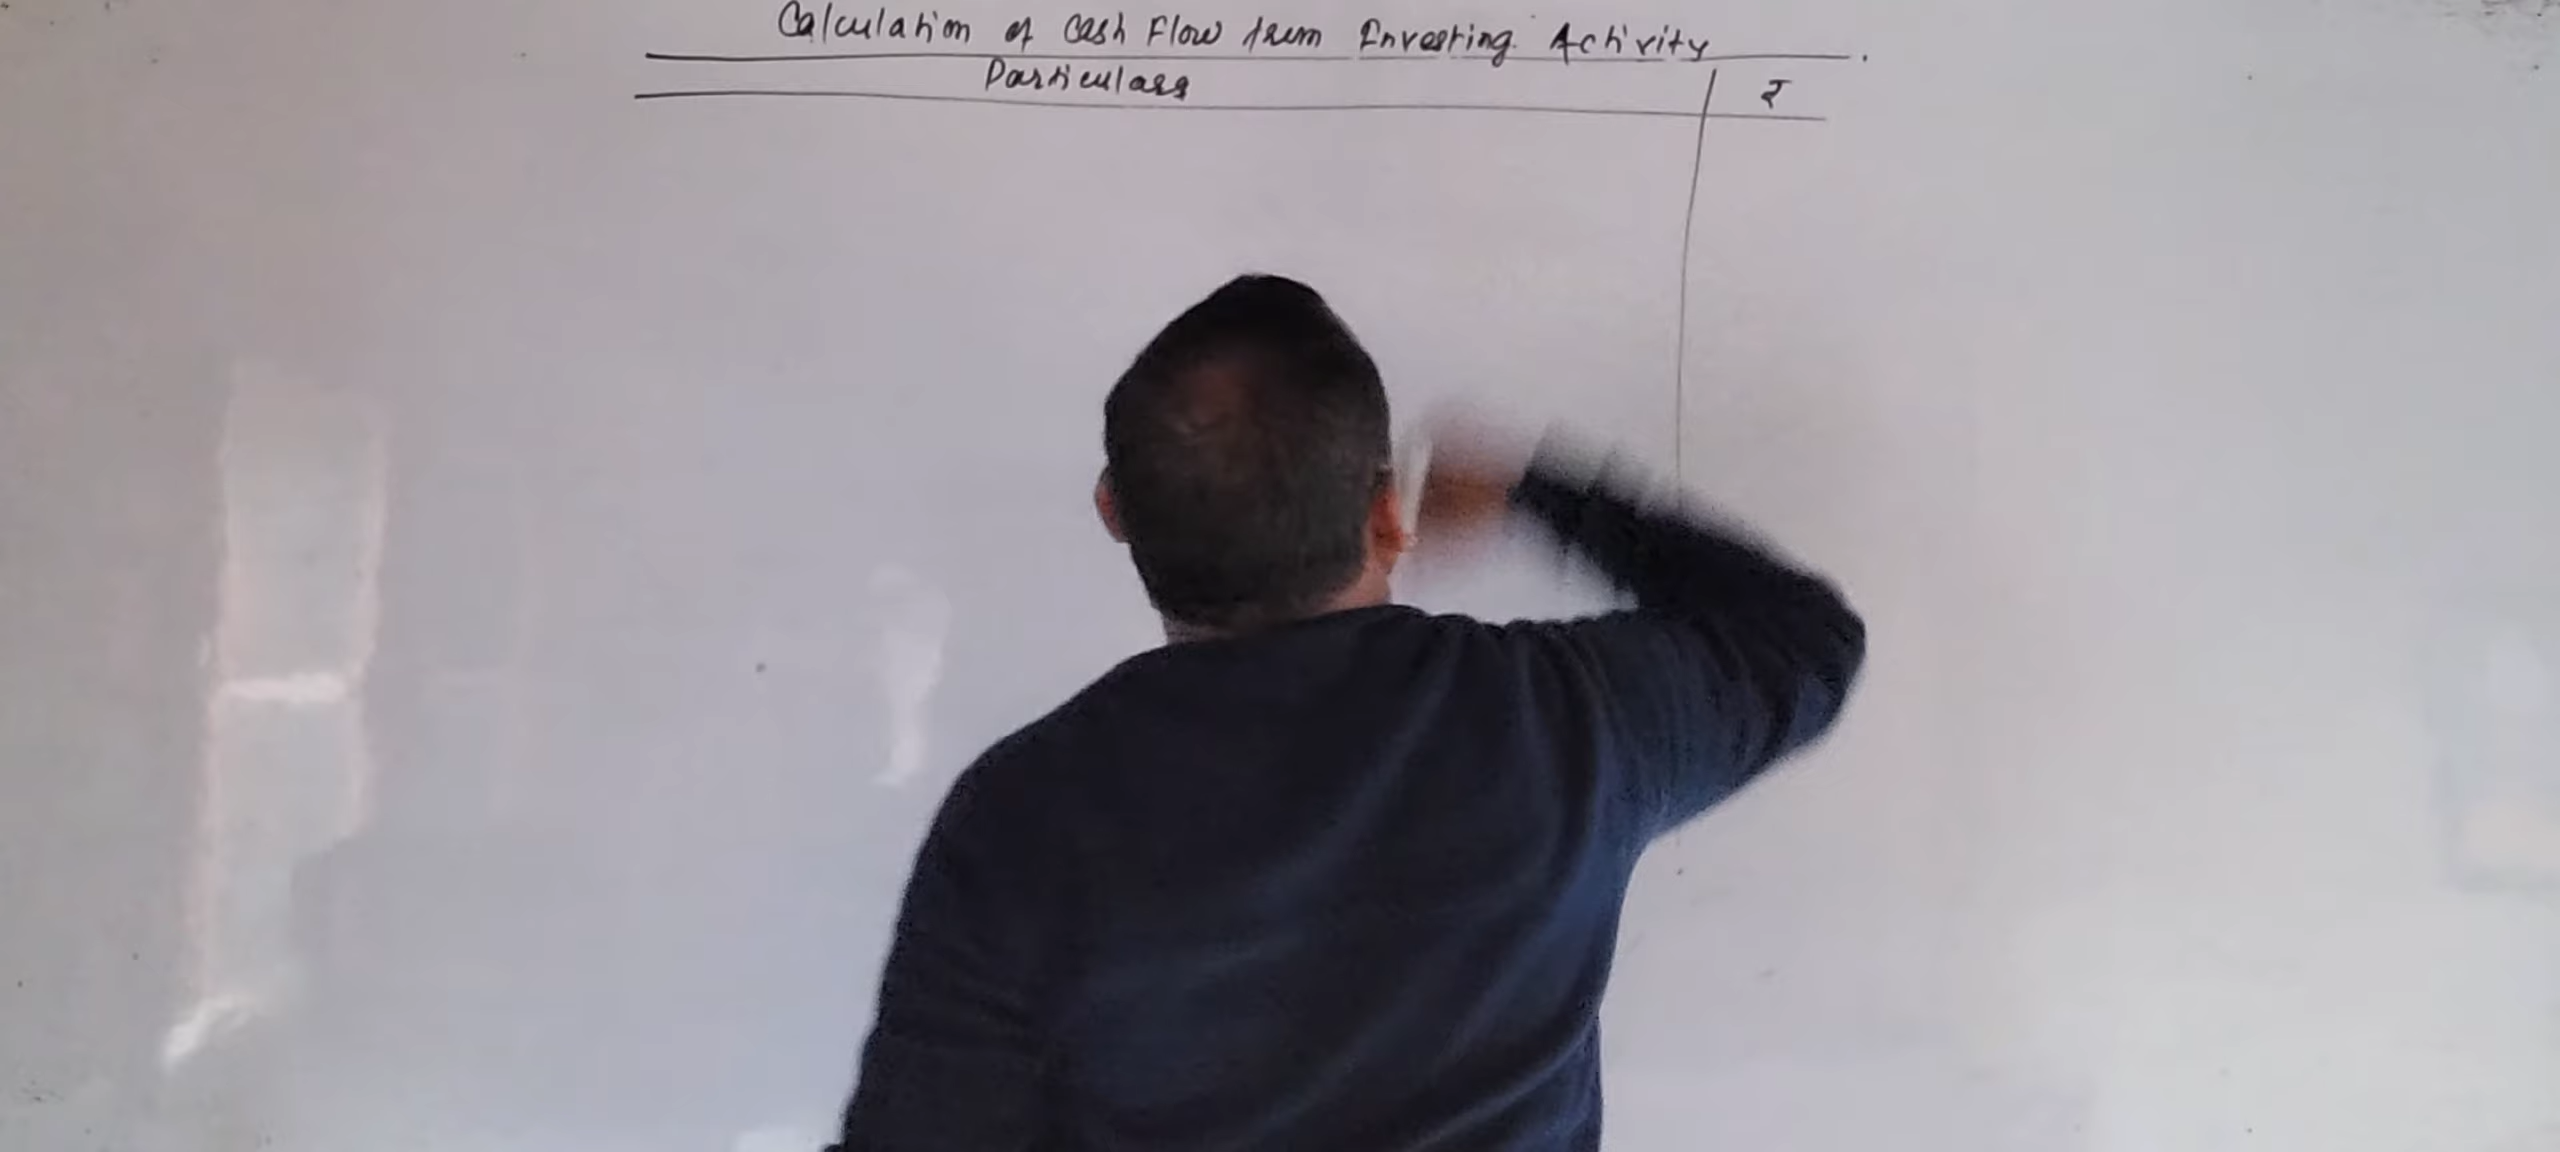 Calculation of Cash Flow from Investing Activity
Particulars ₹